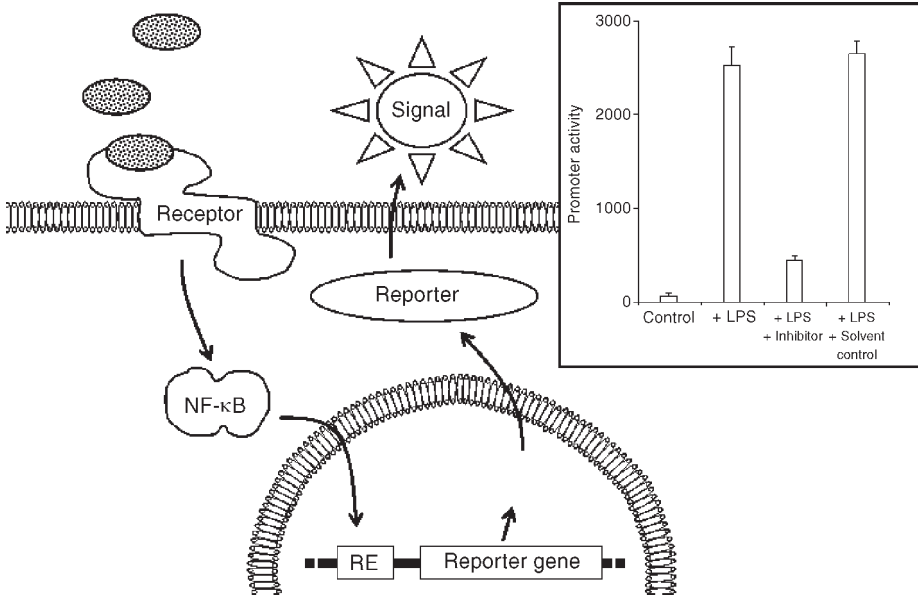 Signal
Receptor
Reporter
NF-κB
RE
Reporter gene
Promoter activity
3000
2000
1000
0
Control
+ LPS
+ LPS
+ Inhibitor
+ LPS
+ Solvent
control